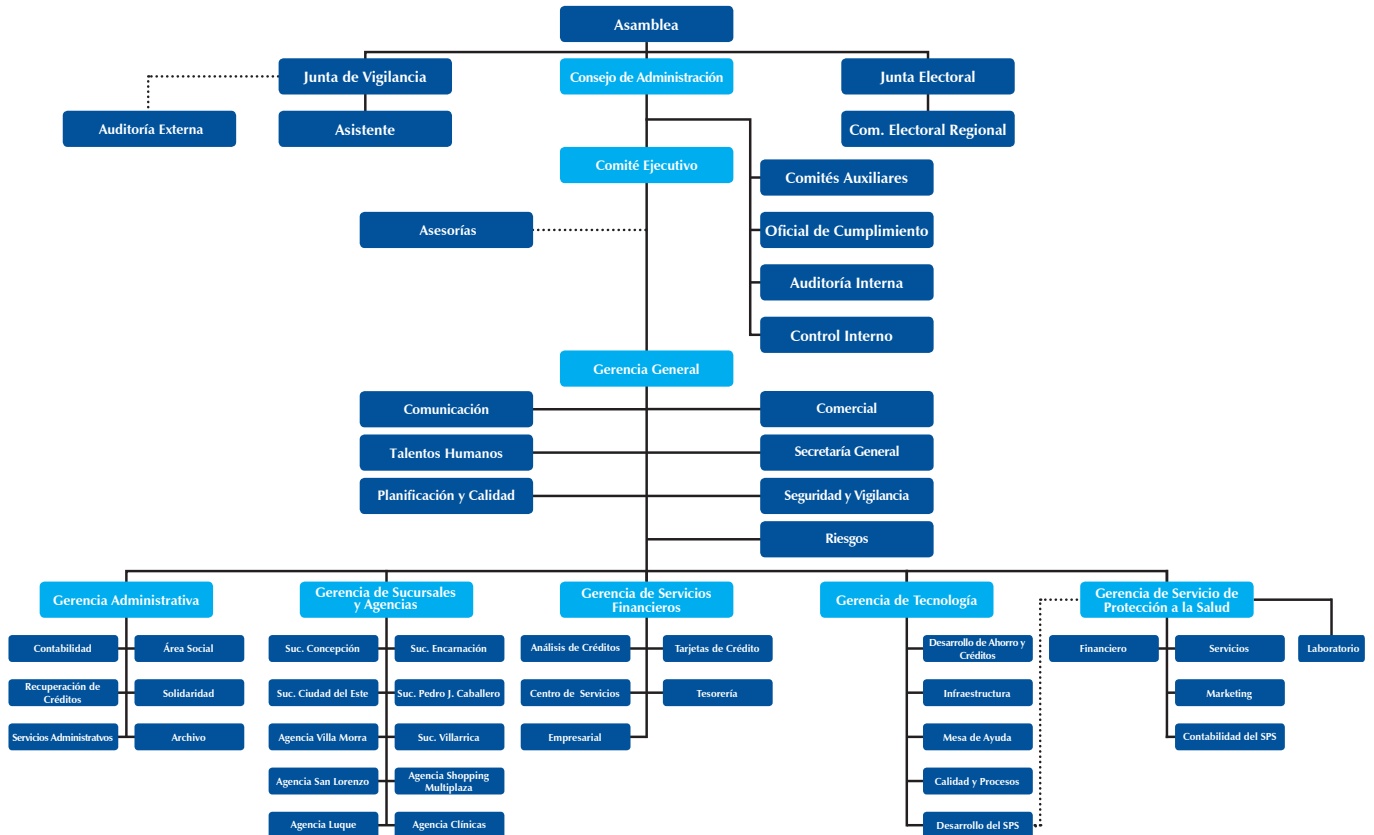 Asamblea
Junta de Vigilancia
Consejo de Administración
Junta Electoral
Auditoría Externa
Asistente
Com. Electoral Regional
Comité Ejecutivo
Comités Auxiliares
Asesorías
Oficial de Cumplimiento
Auditoría Interna
Control Interno
Gerencia General
Comunicación
Comercial
Talentos Humanos
Secretaría General
Planificación y Calidad
Seguridad y Vigilancia
Riesgos
Gerencia Administrativa
Gerencia de Sucursales
y Agencias
Gerencia de Servicios
Financieros
Gerencia de Tecnología
Gerencia de Servicio de
Protección a la Salud
Contabilidad
Área Social
Recuperación de
Créditos
Solidaridad
Servicios Administratvos
Archivo
Suc. Concepción
Suc. Encarnación
Suc. Ciudad del Este
Suc. Pedro J. Caballero
Agencia Villa Morra
Suc. Villarrica
Agencia San Lorenzo
Agencia Shopping
Multiplaza
Agencia Luque
Agencia Clínicas
Análisis de Créditos
Tarjetas de Crédito
Centro de Servicios
Tesorería
Empresarial
Desarrollo de Ahorro y
Créditos
Infraestructura
Mesa de Ayuda
Calidad y Procesos
Desarrollo del SPS
Financiero
Servicios
Laboratorio
Marketing
Contabilidad del SPS